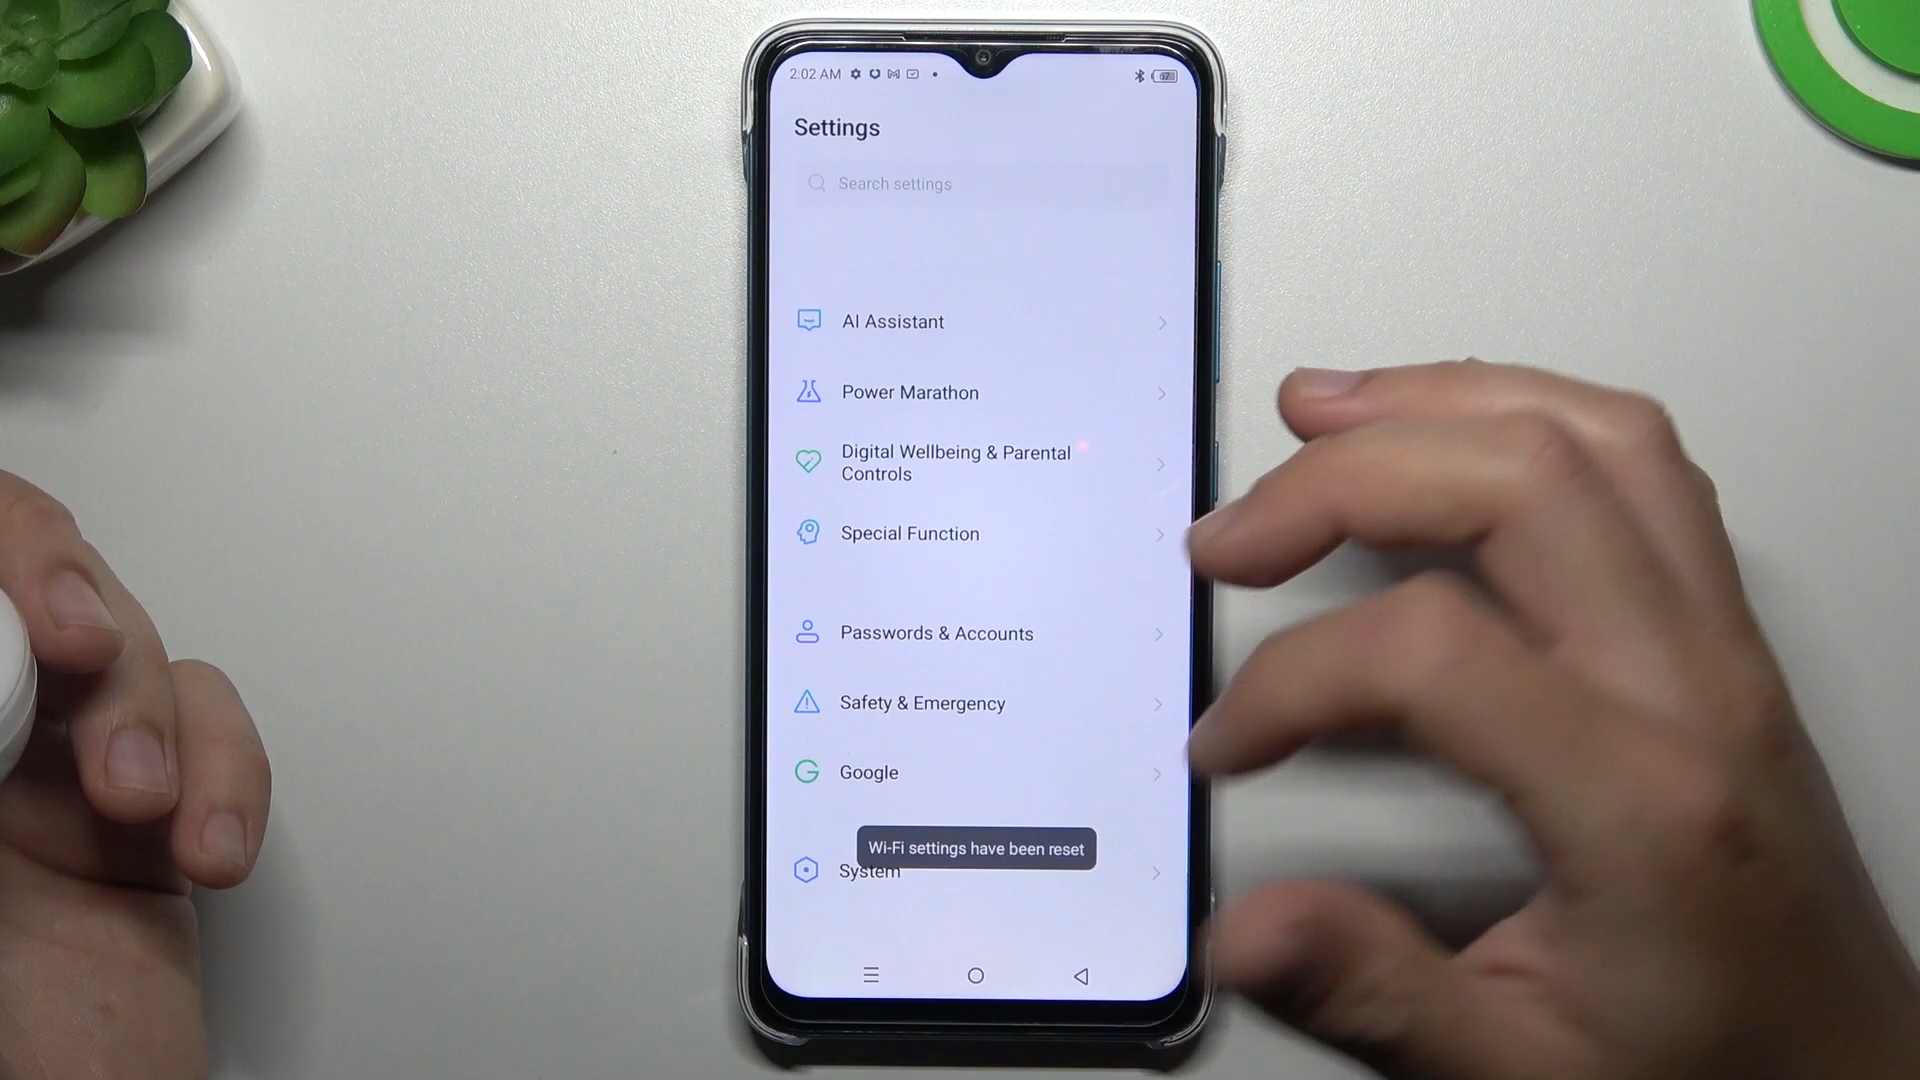 2:02 AM
Settings
Search settings
AI Assistant
Power Marathon
Digital Wellbeing & Parental
Controls
Special Function
Passwords & Accounts
Safety & Emergency
Google
Wi-Fi settings have been reset
System